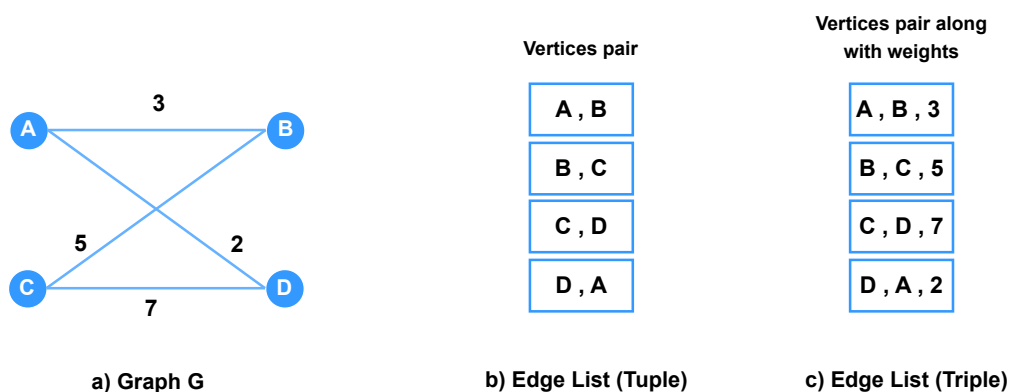 3
A
B
5
2
C
D
7
a) Graph G
Vertices pair
A , B
B , C
C , D
D , A
b) Edge List (Tuple)
Vertices pair along
with weights
A , B , 3
B , C , 5
C , D , 7
D , A , 2
c) Edge List (Triple)